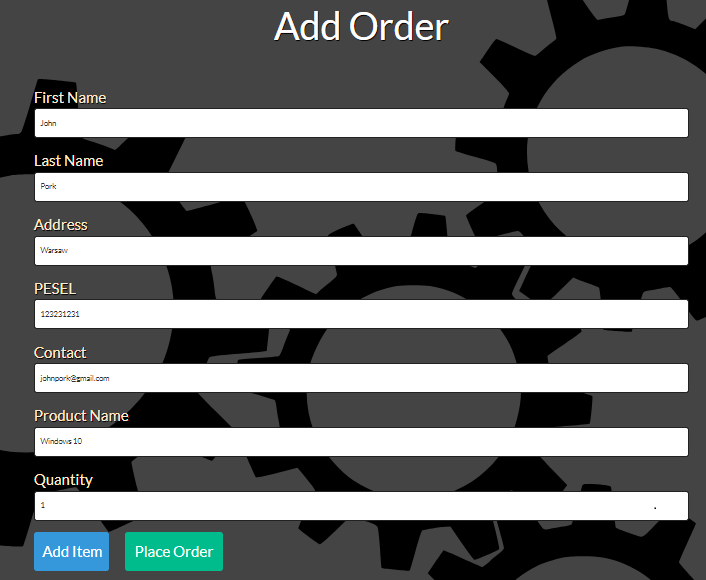 Add Order
First Name
John
Last Name
Pork
Address
Warsaw
PESEL
123231231
Contact
johnpork@gmail.com
Product Name
Windows 10
Quantity
1
Add Item Place Order